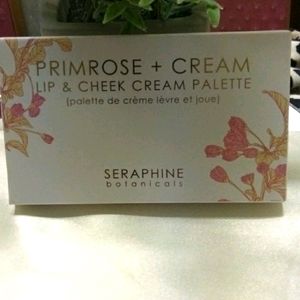 PRIMROSE + CREAM
LIP & CHEEK CREAM PALETTE
(palette de crème lèvre et joue)
SERAPHINE
botanicals